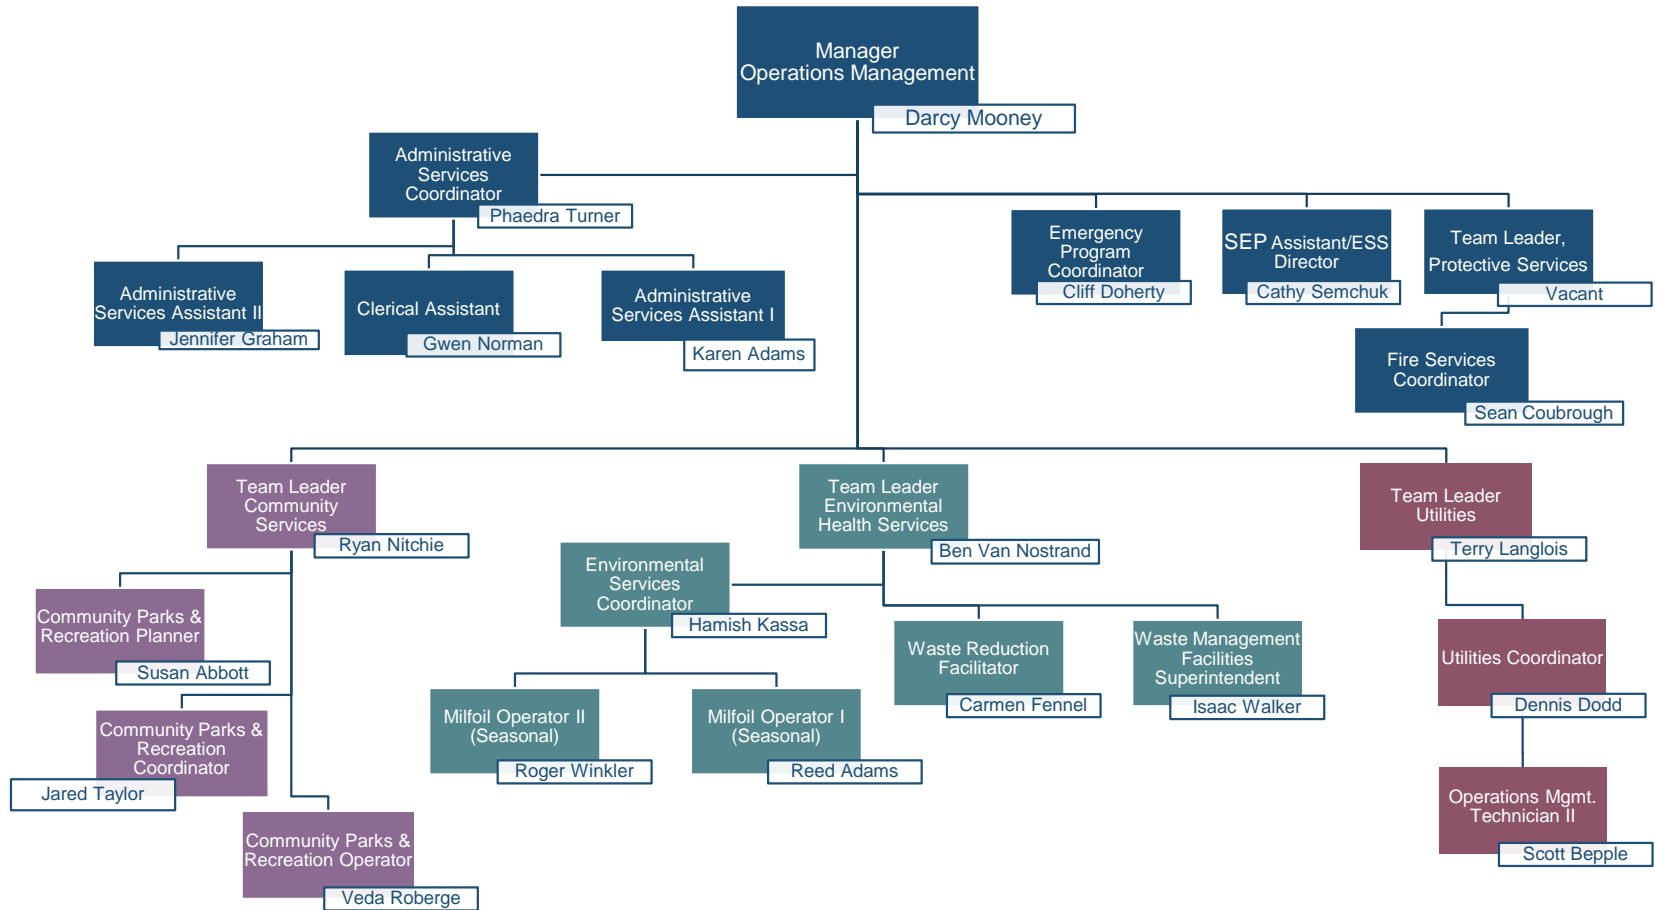 Manager
Operations Management
Darcy Mooney
Administrative
Services
Coordinator
Phaedra Turner
Administrative
Services Assistant II
Jennifer Graham
Clerical Assistant
Gwen Norman
Administrative
Services Assistant I
Karen Adams
Emergency
Program
Coordinator
Cliff Doherty
SEP Assistant/ESS
Director
Cathy Semchuk
Team Leader,
Protective Services
Vacant
Fire Services
Coordinator
Sean Coubrough
Team Leader
Community
Services
Ryan Nitchie
Community Parks &
Recreation Planner
Susan Abbott
Community Parks &
Recreation
Coordinator
Jared Taylor
Community Parks &
Recreation Operator
Veda Roberge
Team Leader
Environmental
Health Services
Ben Van Nostrand
Environmental
Services
Coordinator
Hamish Kassa
Milfoil Operator II
(Seasonal)
Roger Winkler
Milfoil Operator I
(Seasonal)
Reed Adams
Waste Reduction
Facilitator
Carmen Fennel
Waste Management
Facilities
Superintendent
Isaac Walker
Team Leader
Utilities
Terry Langlois
Utilities Coordinator
Dennis Dodd
Operations Mgmt.
Technician II
Scott Bepple